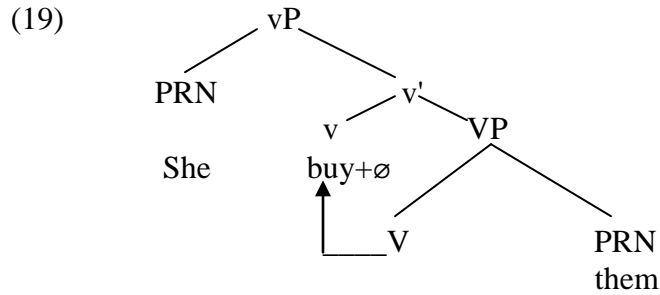 (19) vP
PRN v'
v VP
She buy+∅
V PRN
them